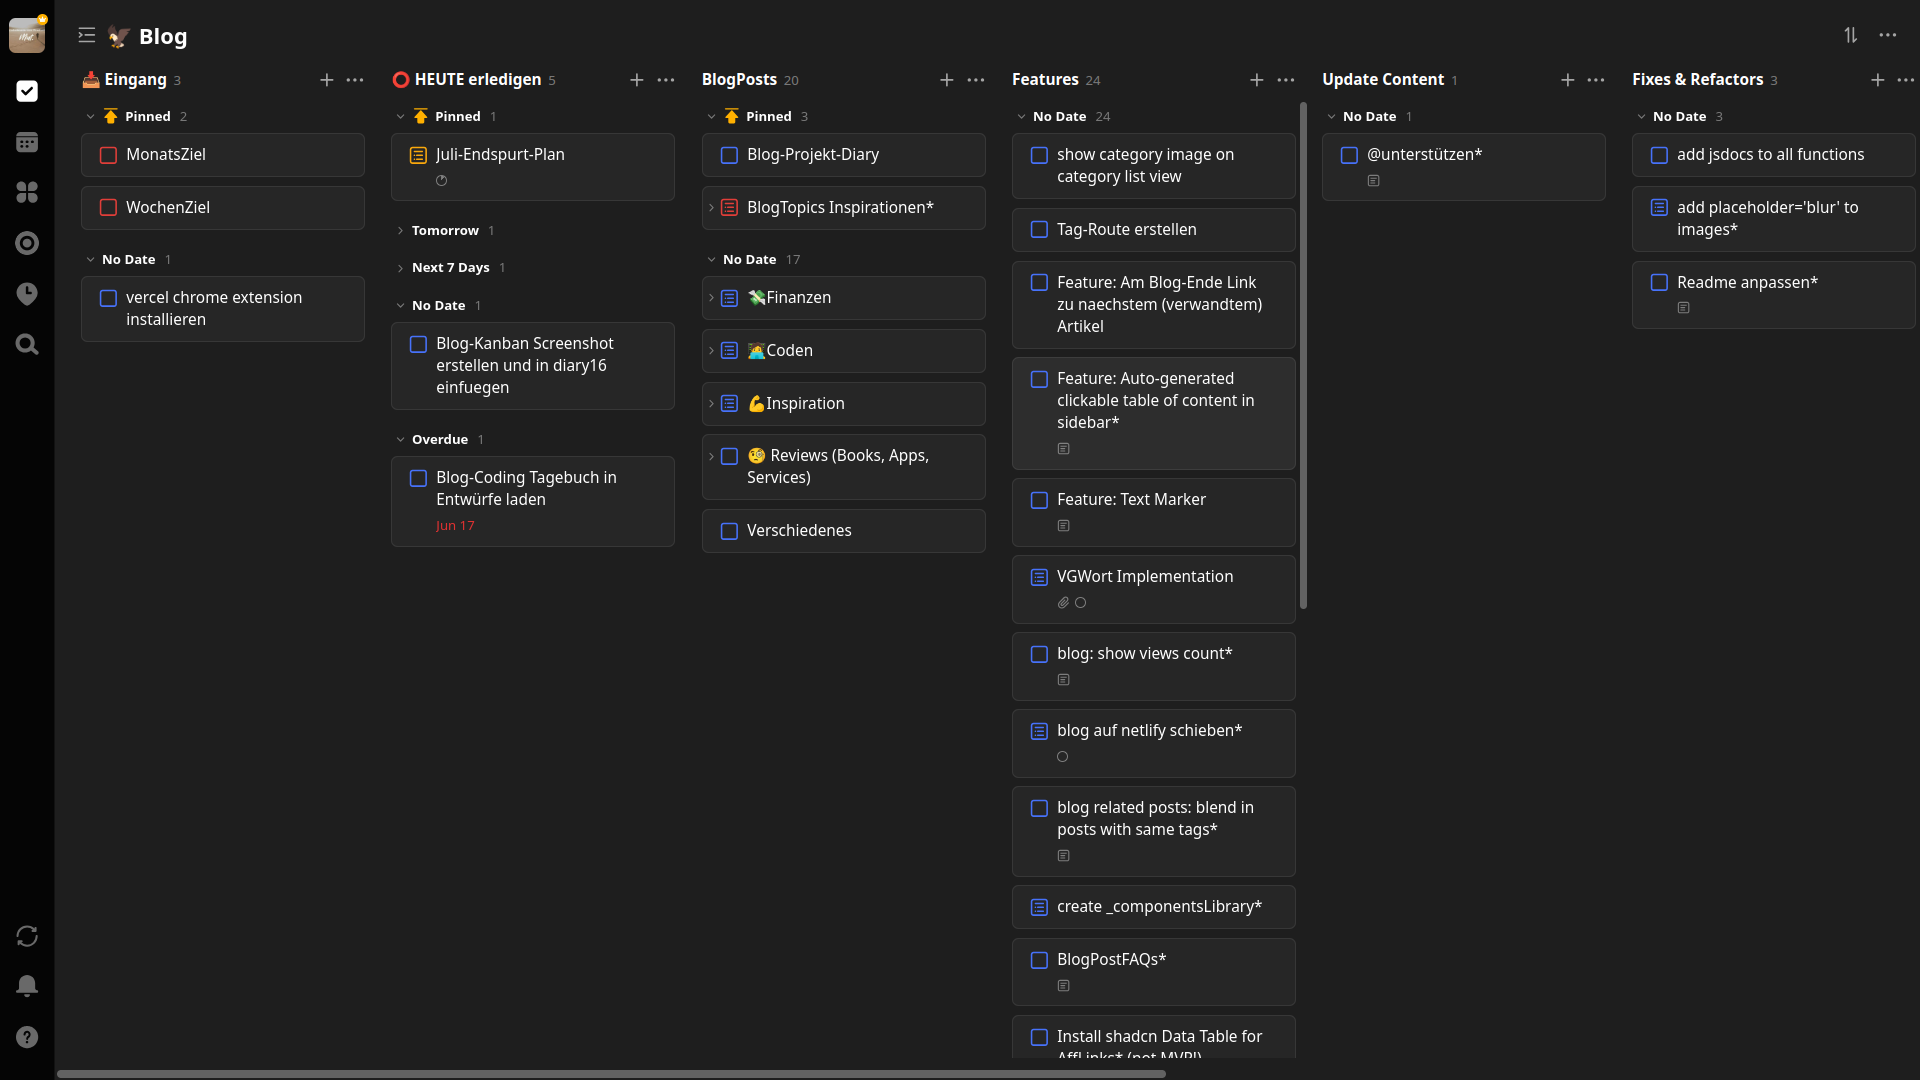 Blog
Eingang 3
Pinned 2
MonatsZiel
WochenZiel
No Date 1
vercel chrome extension
installieren
HEUTE erledigen 5
Pinned 1
Juli-Endspurt-Plan
Tomorrow 1
Next 7 Days 1
No Date 1
Blog-Kanban Screenshot
erstellen und in diary16
einfuegen
Overdue 1
Blog-Coding Tagebuch in
Entwürfe laden
Jun 17
BlogPosts 20
Pinned 3
Blog-Projekt-Diary
BlogTopics Inspirationen*
No Date 17
Finanzen
Coden
Inspiration
Reviews (Books, Apps,
Services)
Verschiedenes
Features 24
No Date 24
show category image on
category list view
Tag-Route erstellen
Feature: Am Blog-Ende Link
zu naechstem (verwandtem)
Artikel
Feature: Auto-generated
clickable table of content in
sidebar*
Feature: Text Marker
VGWort Implementation
blog: show views count*
blog auf netlify schieben*
blog related posts: blend in
posts with same tags*
create _componentsLibrary*
BlogPostFAQs*
Install shadcn Data Table for
AffLinks* (not MVP!)
Update Content 1
No Date 1
@unterstützen*
Fixes & Refactors 3
No Date 3
add jsdocs to all functions
add placeholder='blur' to
images*
Readme anpassen*